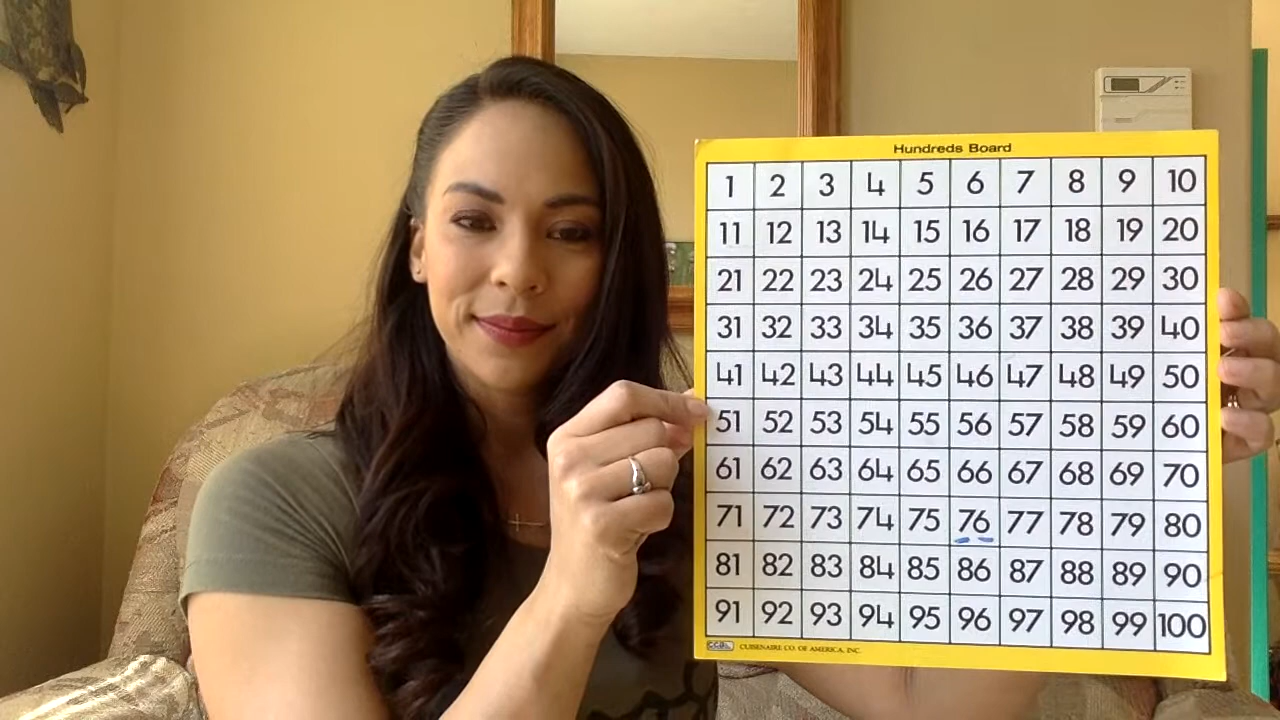 Hundreds Board
1 2 3 4 5 6 7 8 9 10
11 12 13 14 15 16 17 18 19 20
21 22 23 24 25 26 27 28 29 30
31 32 33 34 35 36 37 38 39 40
41 42 43 44 45 46 47 48 49 50
51 52 53 54 55 56 57 58 59 60
61 62 63 64 65 66 67 68 69 70
71 72 73 74 75 76 77 78 79 80
81 82 83 84 85 86 87 88 89 90
91 92 93 94 95 96 97 98 99 100
CUISENAIRE CO. OF AMERICA, INC.